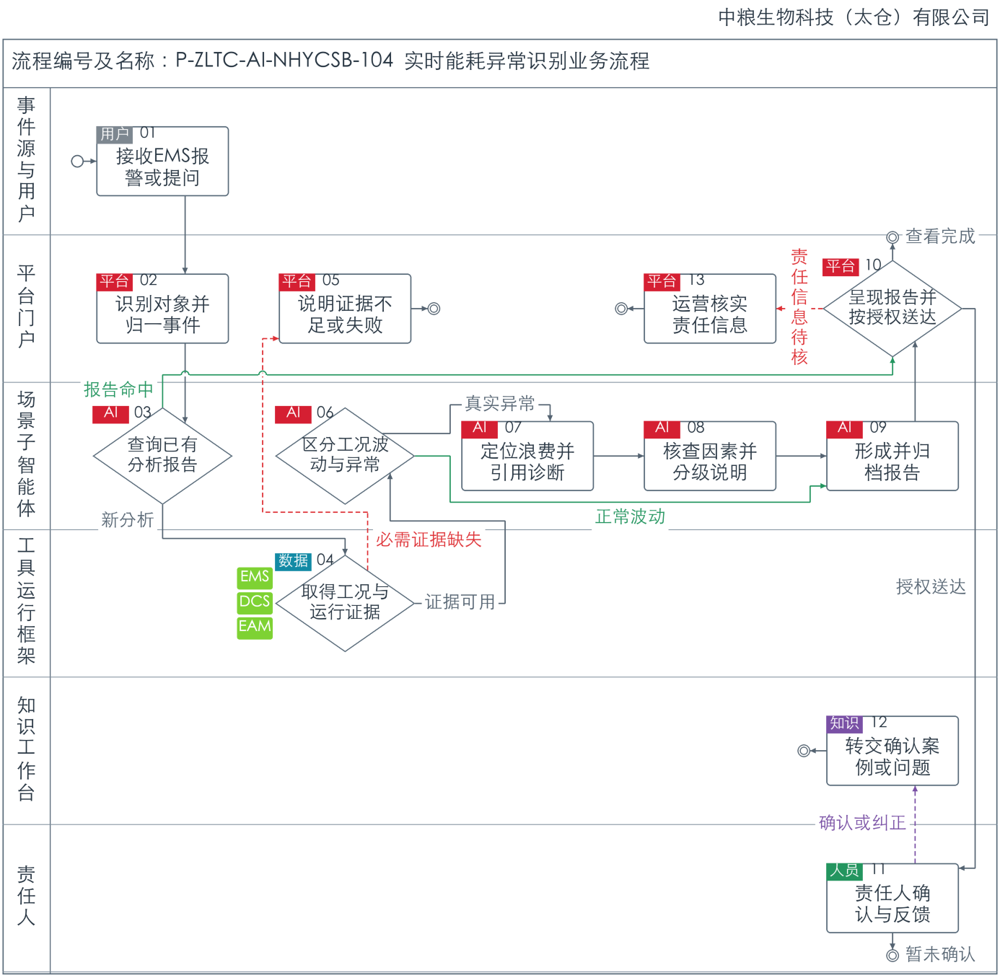 中粮生物科技（太仓）有限公司
流程编号及名称：P-ZLTC-AI-NHYCSB-104 实时能耗异常识别业务流程
事件源与用户
用户 01
接收EMS报
警或提问
平台门户
查看完成
平台 02
识别对象并
归一事件
平台 05
说明证据不
足或失败
平台 13
运营核实
责任信息
责任信息待核
平台 10
呈现报告并
按授权送达
场景子智能体
报告命中
AI 03
查询已有
分析报告
新分析
AI 06
区分工况波
动与异常
真实异常
AI 07
定位浪费并
引用诊断
AI 08
核查因素并
分级说明
AI 09
形成并归
档报告
正常波动
工具运行框架
必需证据缺失
数据 04
取得工况与
运行证据
EMS
DCS
EAM
证据可用
授权送达
知识工作台
知识 12
转交确认案
例或问题
确认或纠正
责任人
人员 11
责任人确
认与反馈
暂未确认